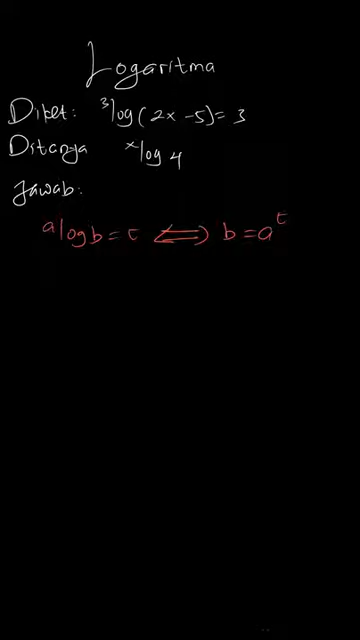 Logaritma
Diket: ³log(2x-5)=3
Ditanya ˣlog 4
Jawab:
ᵃlog b = c ⟺ b = aᶜ